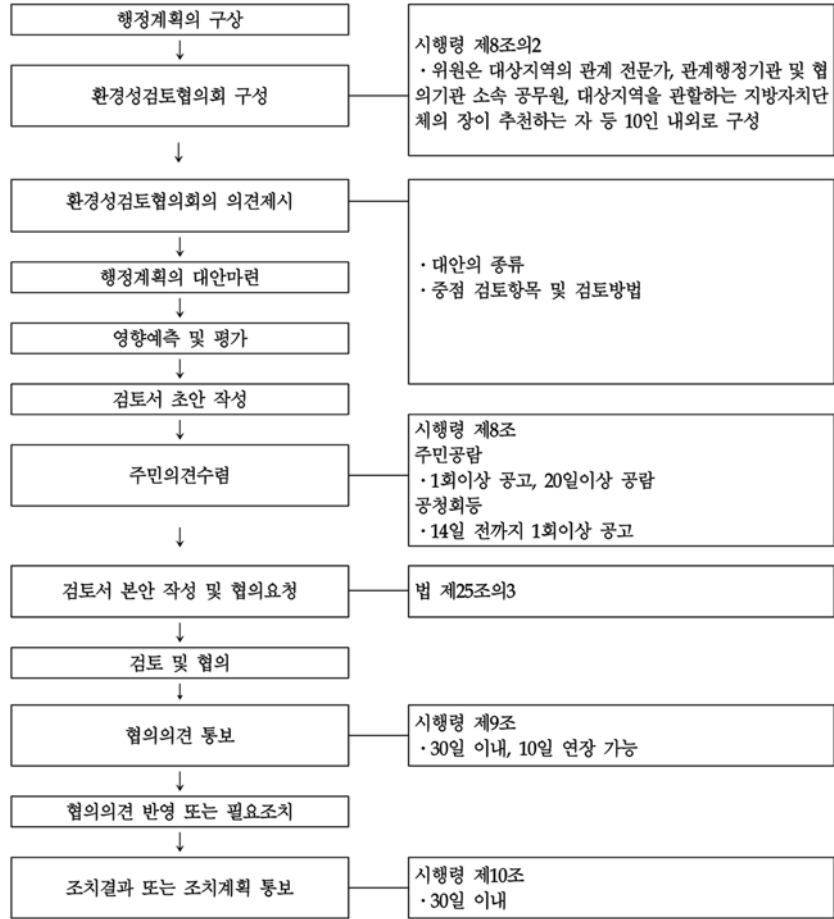 행정계획의 구상
환경성검토협의회 구성
시행령 제8조의2
· 위원은 대상지역의 관계 전문가, 관계행정기관 및 협
의기관 소속 공무원, 대상지역을 관할하는 지방자치단
체의 장이 추천하는 자 등 10인 내외로 구성
환경성검토협의회의 의견제시
· 대안의 종류
· 중점 검토항목 및 검토방법
행정계획의 대안마련
영향예측 및 평가
검토서 초안 작성
주민의견수렴
시행령 제8조
주민공람
· 1회이상 공고, 20일이상 공람
공청회등
· 14일 전까지 1회이상 공고
검토서 본안 작성 및 협의요청
법 제25조의3
검토 및 협의
협의의견 통보
시행령 제9조
· 30일 이내, 10일 연장 가능
협의의견 반영 또는 필요조치
조치결과 또는 조치계획 통보
시행령 제10조
· 30일 이내